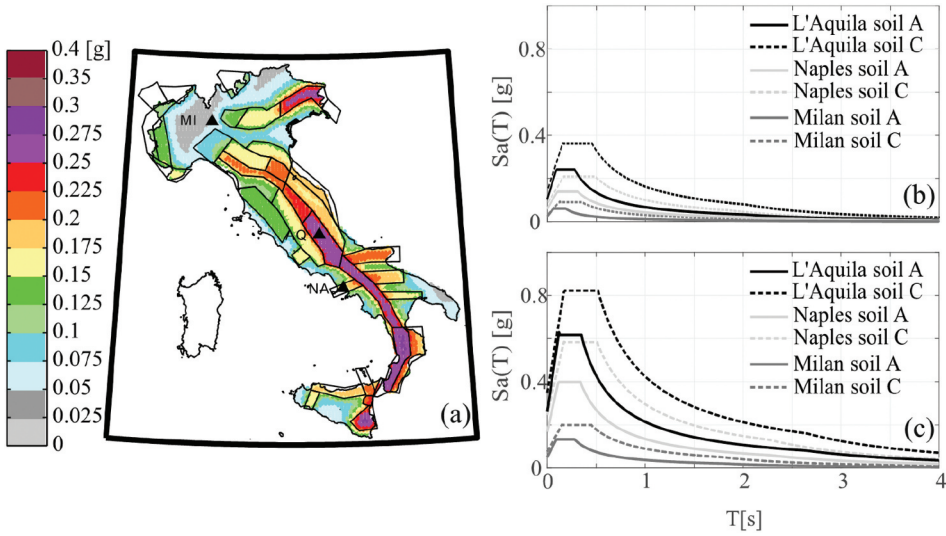 0.4 [g]
0.35
0.3
0.275
0.25
0.225
0.2
0.175
0.15
0.125
0.1
0.075
0.05
0.025
0
MI
AQ
NA
(a)
Sa(T) [g]
0.8
0.4
0
L'Aquila soil A
L'Aquila soil C
Naples soil A
Naples soil C
Milan soil A
Milan soil C
(b)
Sa(T) [g]
0.8
0.4
0
L'Aquila soil A
L'Aquila soil C
Naples soil A
Naples soil C
Milan soil A
Milan soil C
(c)
0 1 2 3 4
T[s]